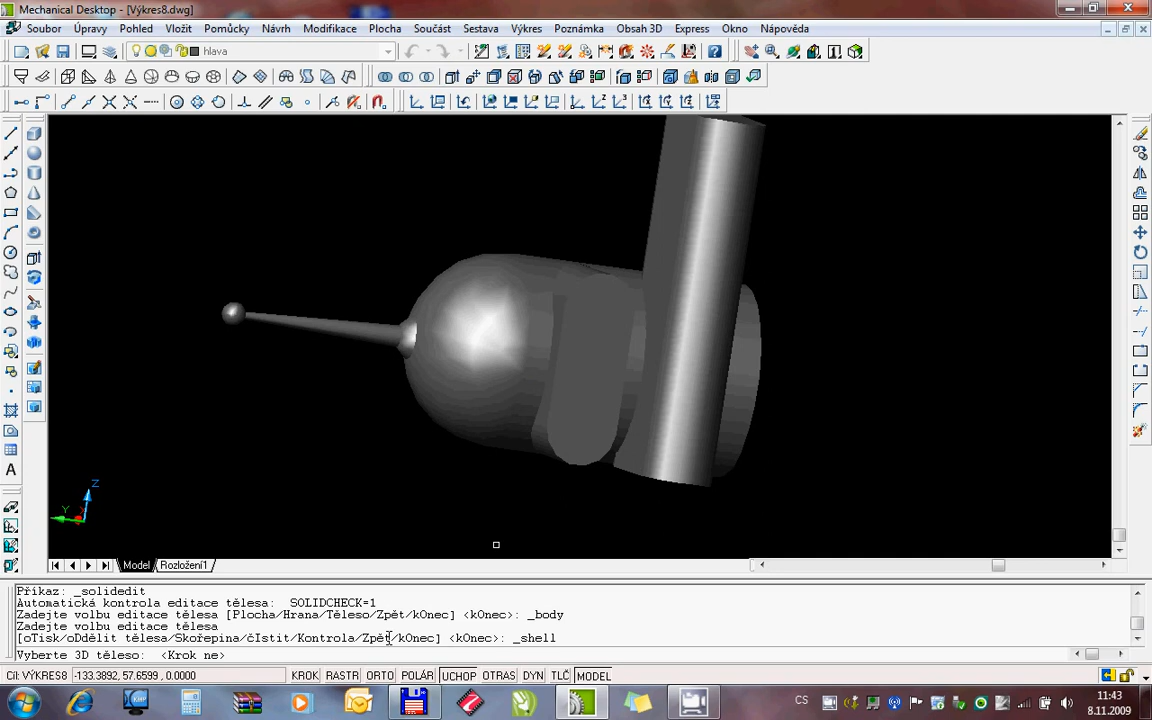 Mechanical Desktop - [Výkres8.dwg]
Soubor Úpravy Pohled Vložit Pomůcky Návrh Modifikace Plocha Součást Sestava Výkres Poznámka Obsah 3D Express Okno Nápověda
hlava
A
Z
Y
Model Rozložení1
Příkaz: _solidedit
Automatická kontrola editace tělesa: SOLIDCHECK=1
Zadejte volbu editace tělesa [Plocha/Hrana/Těleso/Zpět/kOnec] <kOnec>: _body
Zadejte volbu editace tělesa
[oTisk/oDdělit tělesa/Skořepina/čIstit/Kontrola/Zpět/kOnec] <kOnec>: _shell
Vyberte 3D těleso: <Krok ne>
Cíl: VÝKRES8 -133.3892, 57.6599, 0.0000 KROK RASTR ORTO POLÁR UCHOP OTRAS DYN TLČ MODEL
CS
11:43
8.11.2009